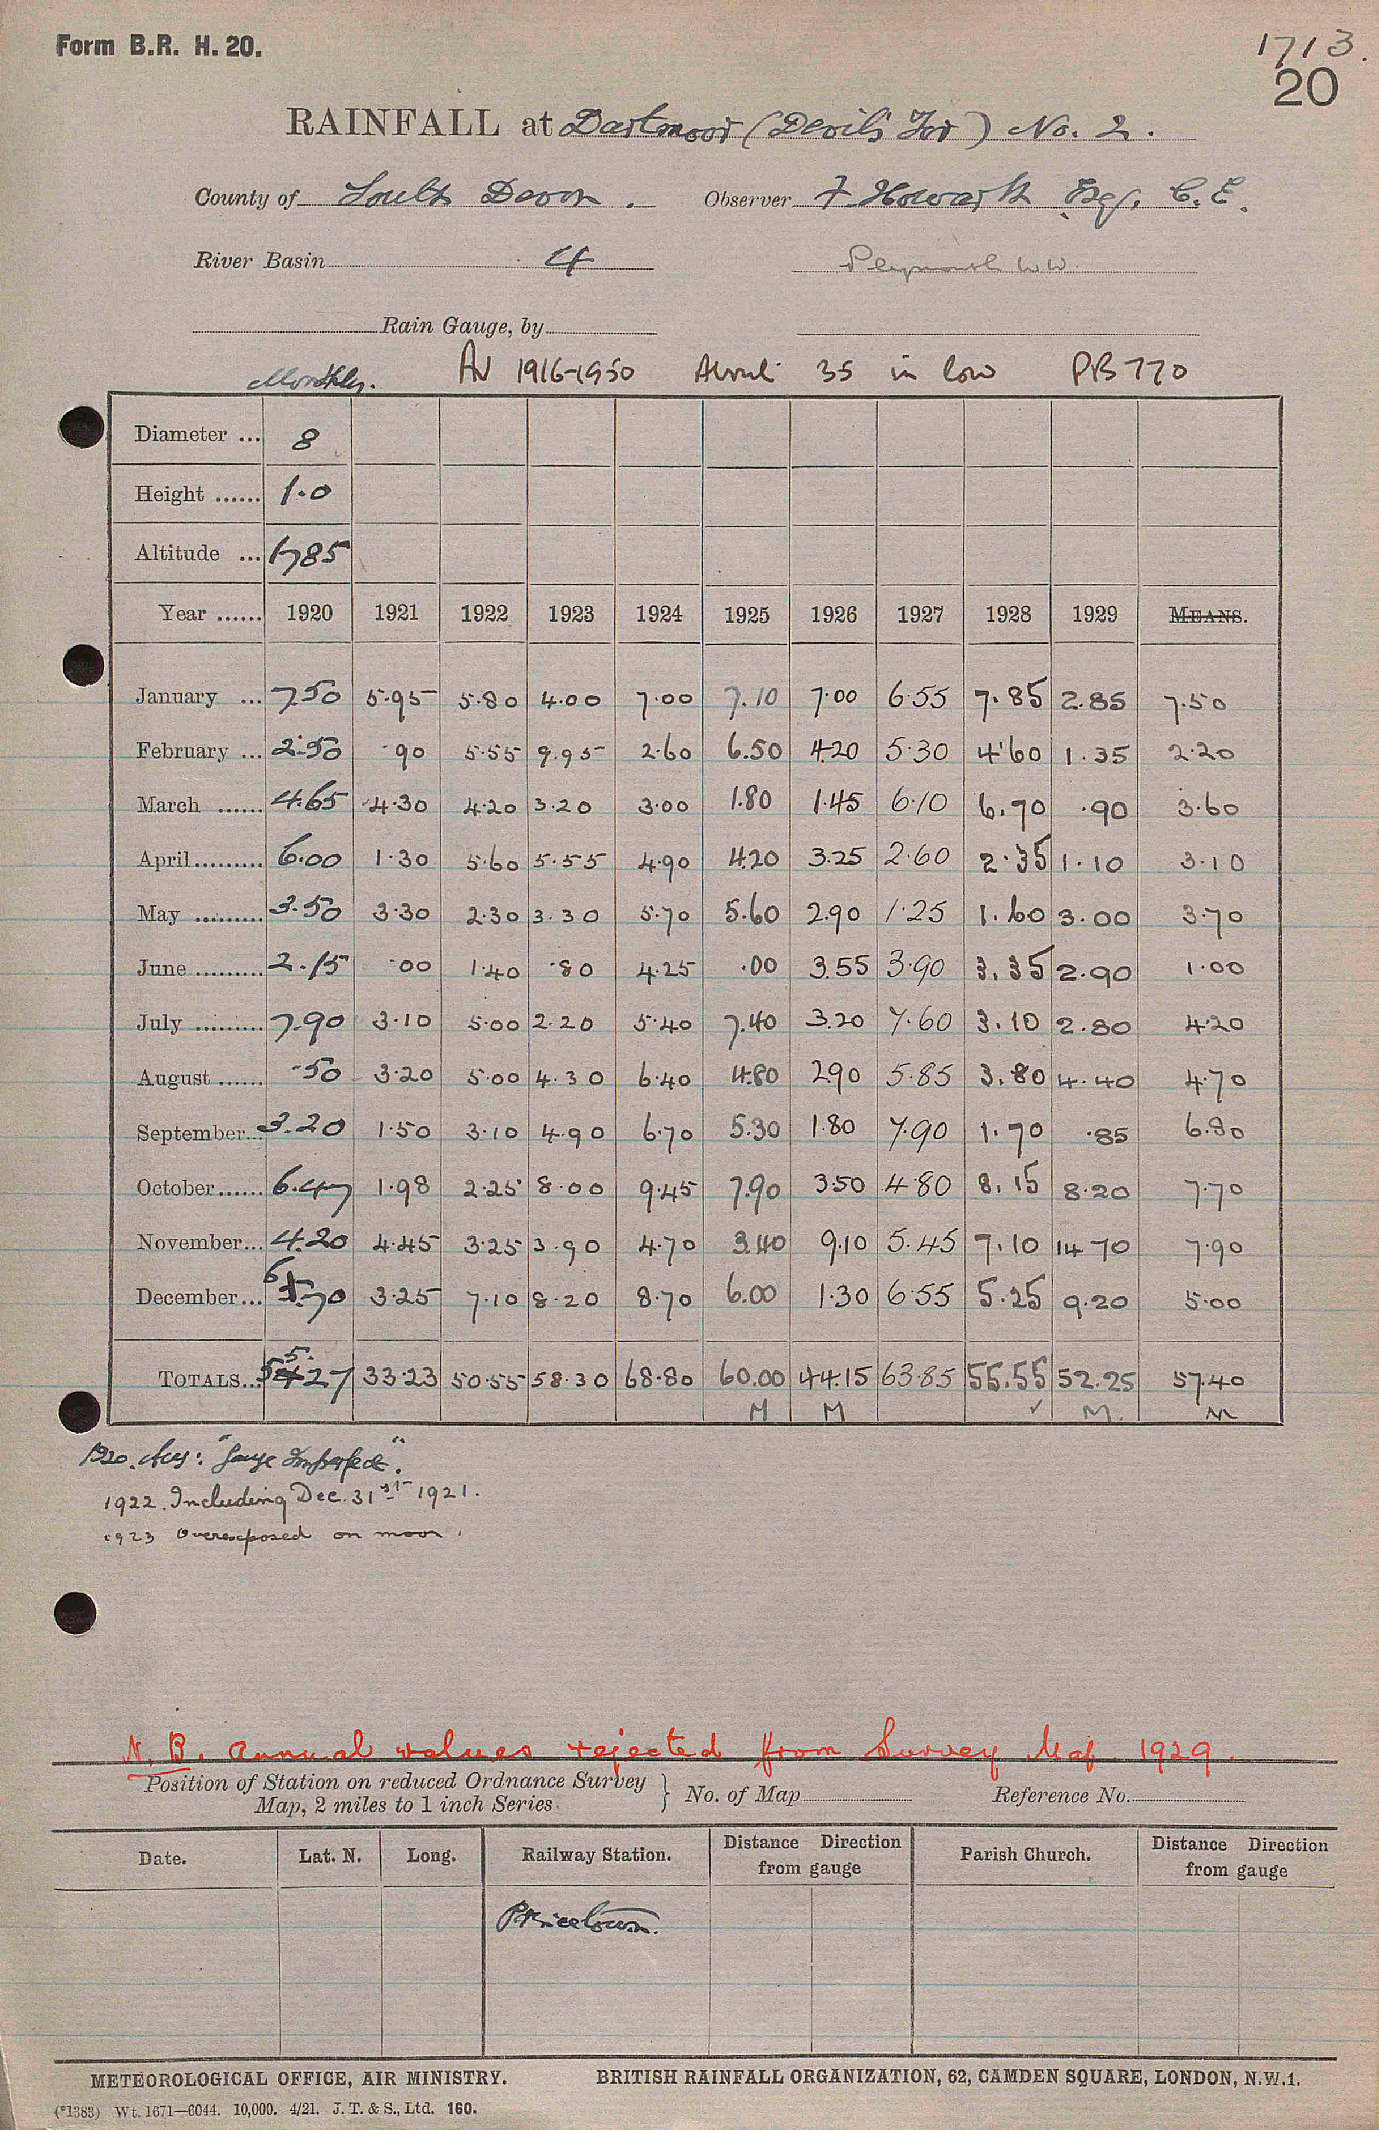 Form B.R. H. 20.
1713.
20
RAINFALL at Dartmoor (Devil's Tor) No. 2.
County of South Devon. Observer F Howarth Esq., C.E.
River Basin 4 Plymouth WW
Rain Gauge, by
Monthly. AV 1916-1950 About 35 in low PB 770
Diameter ... 8
Height ...... 1.0
Altitude ... 1785
Year ...... 1920 1921 1922 1923 1924 1925 1926 1927 1928 1929 MEANS.
January ... 7.50 5.95 5.80 4.00 7.00 7.10 7.00 6.55 7.85 2.85 7.50
February ... 2.50 .90 5.55 9.95 2.60 6.50 4.20 5.30 4.60 1.35 2.20
March ...... 4.65 4.30 4.20 3.20 3.00 1.80 1.45 6.10 6.70 .90 3.60
April ......... 6.00 1.30 5.60 5.55 4.90 4.20 3.25 2.60 2.35 1.10 3.10
May ......... 3.50 3.30 2.30 3.30 5.70 5.60 2.90 1.25 1.60 3.00 3.70
June ......... 2.15 .00 1.40 .80 4.25 .00 3.55 3.90 3.35 2.90 1.00
July ......... 7.90 3.10 5.00 2.20 5.40 7.40 3.20 7.60 3.10 2.80 4.20
August ...... .50 3.20 5.00 4.30 6.40 4.80 2.90 5.85 3.80 4.40 4.70
September... 3.20 1.50 3.10 4.90 6.70 5.30 1.80 7.90 1.70 .85 6.80
October...... 6.47 1.98 2.25 8.00 9.45 7.90 3.50 4.80 8.15 8.20 7.70
November... 4.20 4.45 3.25 3.90 4.70 3.40 9.10 5.45 7.10 14.70 7.90
December... 6.70 3.25 7.10 8.20 8.70 6.00 1.30 6.55 5.25 9.20 5.00
TOTALS... 55.27 33.23 50.55 58.30 68.80 60.00 44.15 63.85 55.55 52.25 57.40
M M ✓ M. M
1920. Aug: "Gauge Imperfect".
1922. Including Dec. 31st 1921.
1923 Overexposed on moor.
N.B. Annual values rejected from Survey Map 1929.
Position of Station on reduced Ordnance Survey Map, 2 miles to 1 inch Series } No. of Map Reference No.
Date. Lat. N. Long. Railway Station. Distance Direction from gauge Parish Church. Distance Direction from gauge
Princetown.
METEOROLOGICAL OFFICE, AIR MINISTRY. BRITISH RAINFALL ORGANIZATION, 62, CAMDEN SQUARE, LONDON, N.W.1.
(*1383) Wt. 1671—6044. 10,000. 4/21. J. T. & S., Ltd. 160.